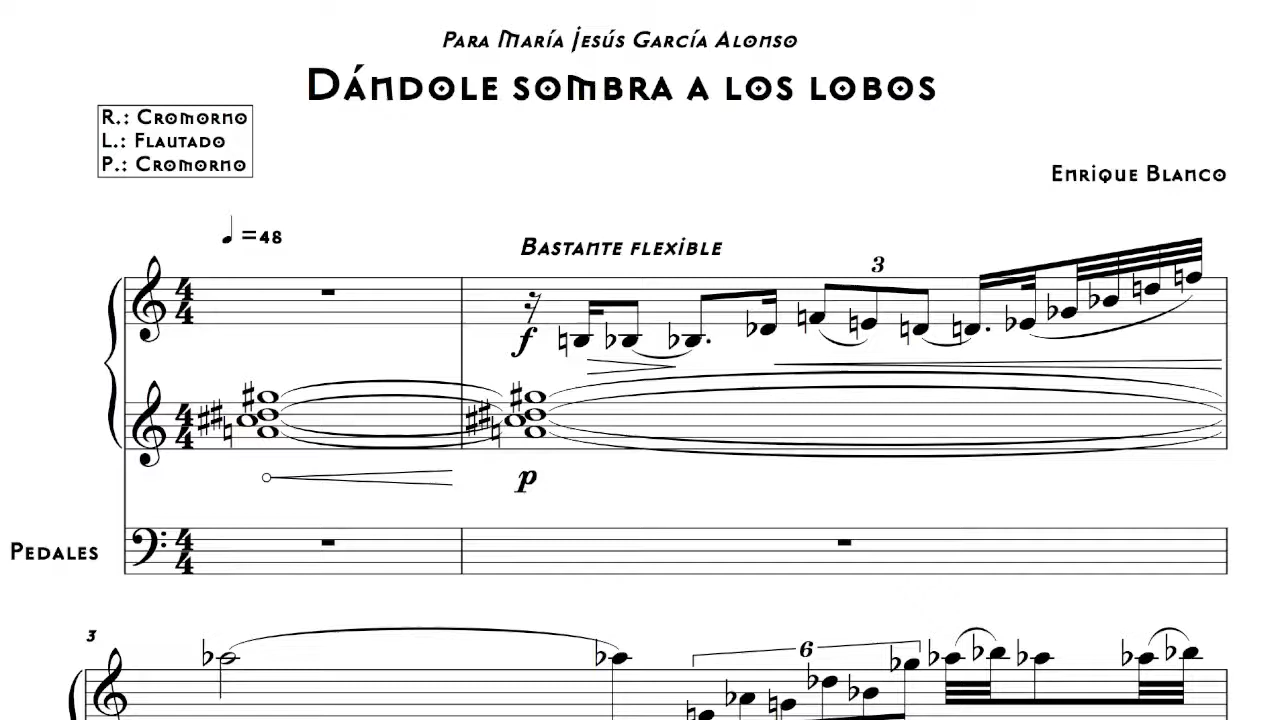 Para María Jesús García Alonso
Dándole sombra a los lobos
R.: Cromorno
L.: Flautado
P.: Cromorno
Enrique Blanco
=48
Bastante flexible
3
f
p
Pedales
3
6